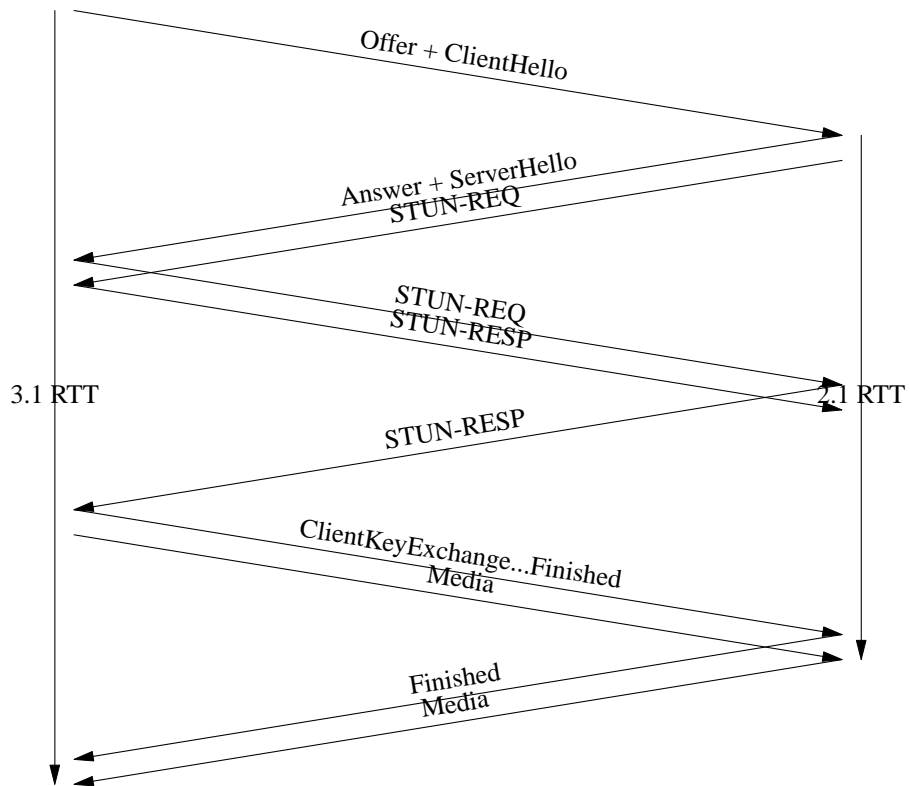 Offer + ClientHello
Answer + ServerHello
STUN-REQ
STUN-REQ
STUN-RESP
3.1 RTT
2.1 RTT
STUN-RESP
ClientKeyExchange...Finished
Media
Finished
Media